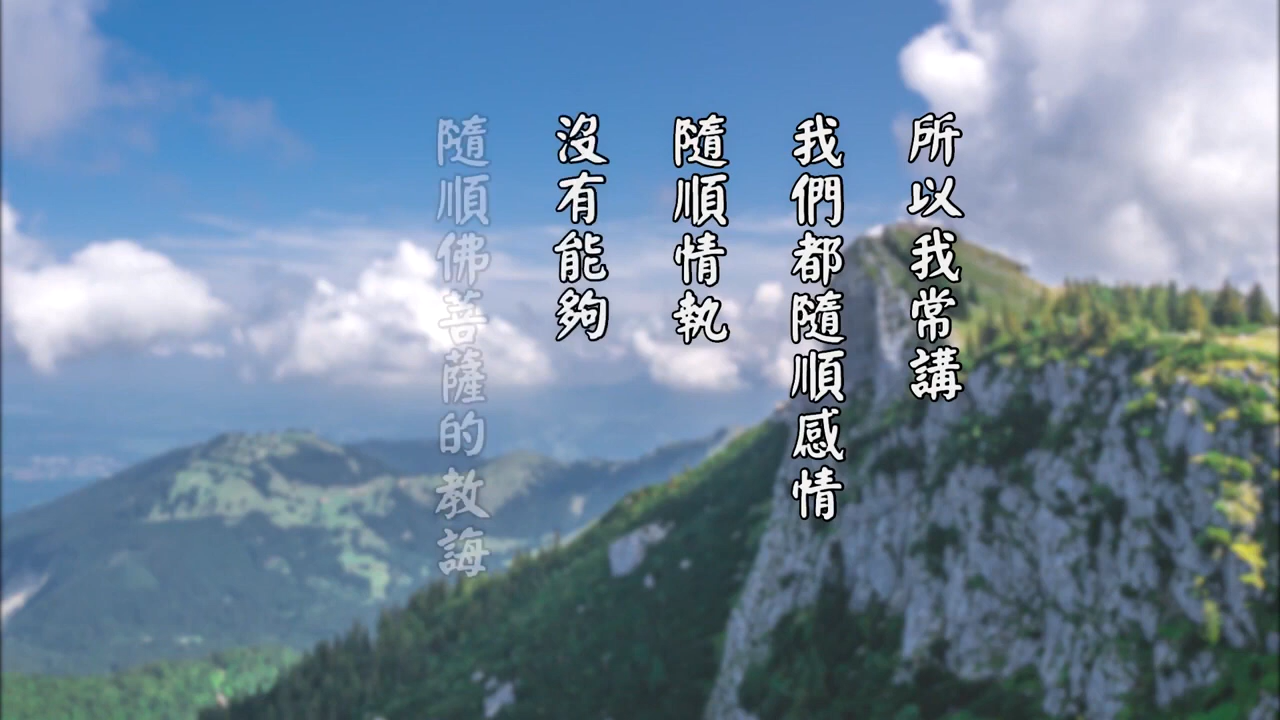 所以我常講
我們都隨順感情
隨順情執
沒有能夠
隨順佛菩薩的教誨